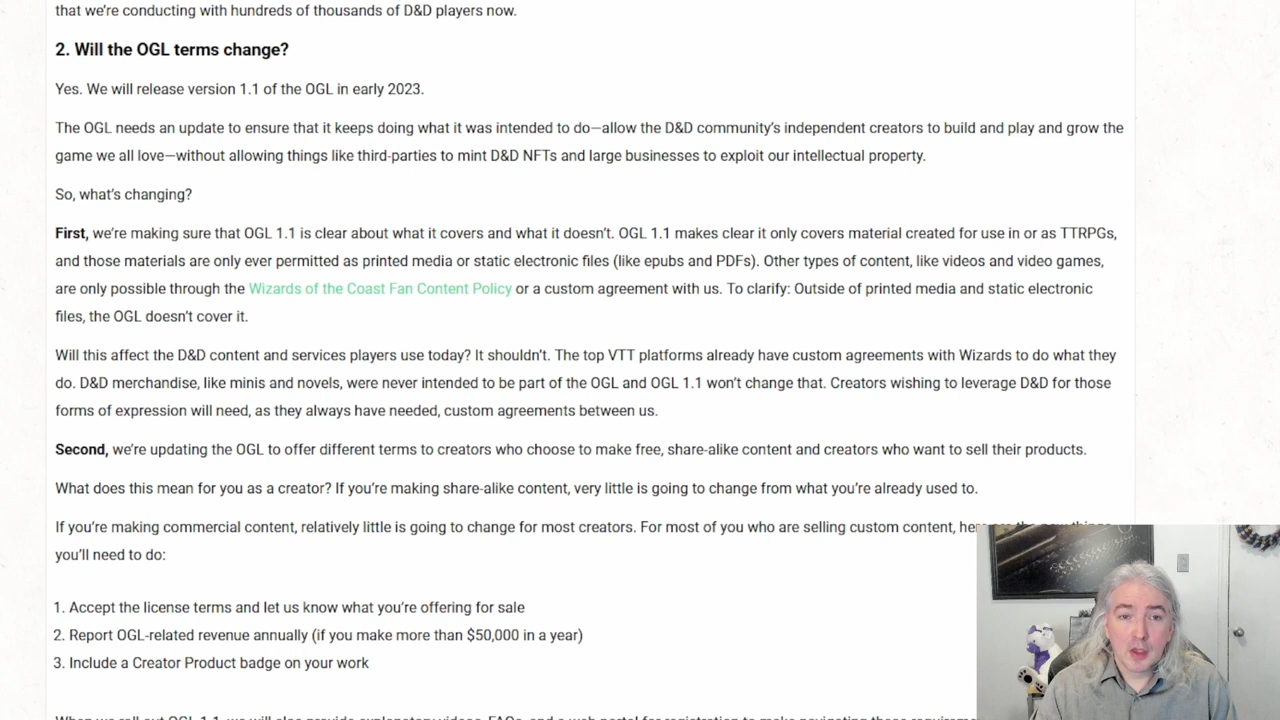 that we're conducting with hundreds of thousands of D&D players now.
2. Will the OGL terms change?
Yes. We will release version 1.1 of the OGL in early 2023.
The OGL needs an update to ensure that it keeps doing what it was intended to do—allow the D&D community's independent creators to build and play and grow the
game we all love—without allowing things like third-parties to mint D&D NFTs and large businesses to exploit our intellectual property.
So, what's changing?
First, we're making sure that OGL 1.1 is clear about what it covers and what it doesn't. OGL 1.1 makes clear it only covers material created for use in or as TTRPGs,
and those materials are only ever permitted as printed media or static electronic files (like epubs and PDFs). Other types of content, like videos and video games,
are only possible through the Wizards of the Coast Fan Content Policy or a custom agreement with us. To clarify: Outside of printed media and static electronic
files, the OGL doesn't cover it.
Will this affect the D&D content and services players use today? It shouldn't. The top VTT platforms already have custom agreements with Wizards to do what they
do. D&D merchandise, like minis and novels, were never intended to be part of the OGL and OGL 1.1 won't change that. Creators wishing to leverage D&D for those
forms of expression will need, as they always have needed, custom agreements between us.
Second, we're updating the OGL to offer different terms to creators who choose to make free, share-alike content and creators who want to sell their products.
What does this mean for you as a creator? If you're making share-alike content, very little is going to change from what you're already used to.
If you're making commercial content, relatively little is going to change for most creators. For most of you who are selling custom content,
you'll need to do:
1. Accept the license terms and let us know what you're offering for sale
2. Report OGL-related revenue annually (if you make more than $50,000 in a year)
3. Include a Creator Product badge on your work